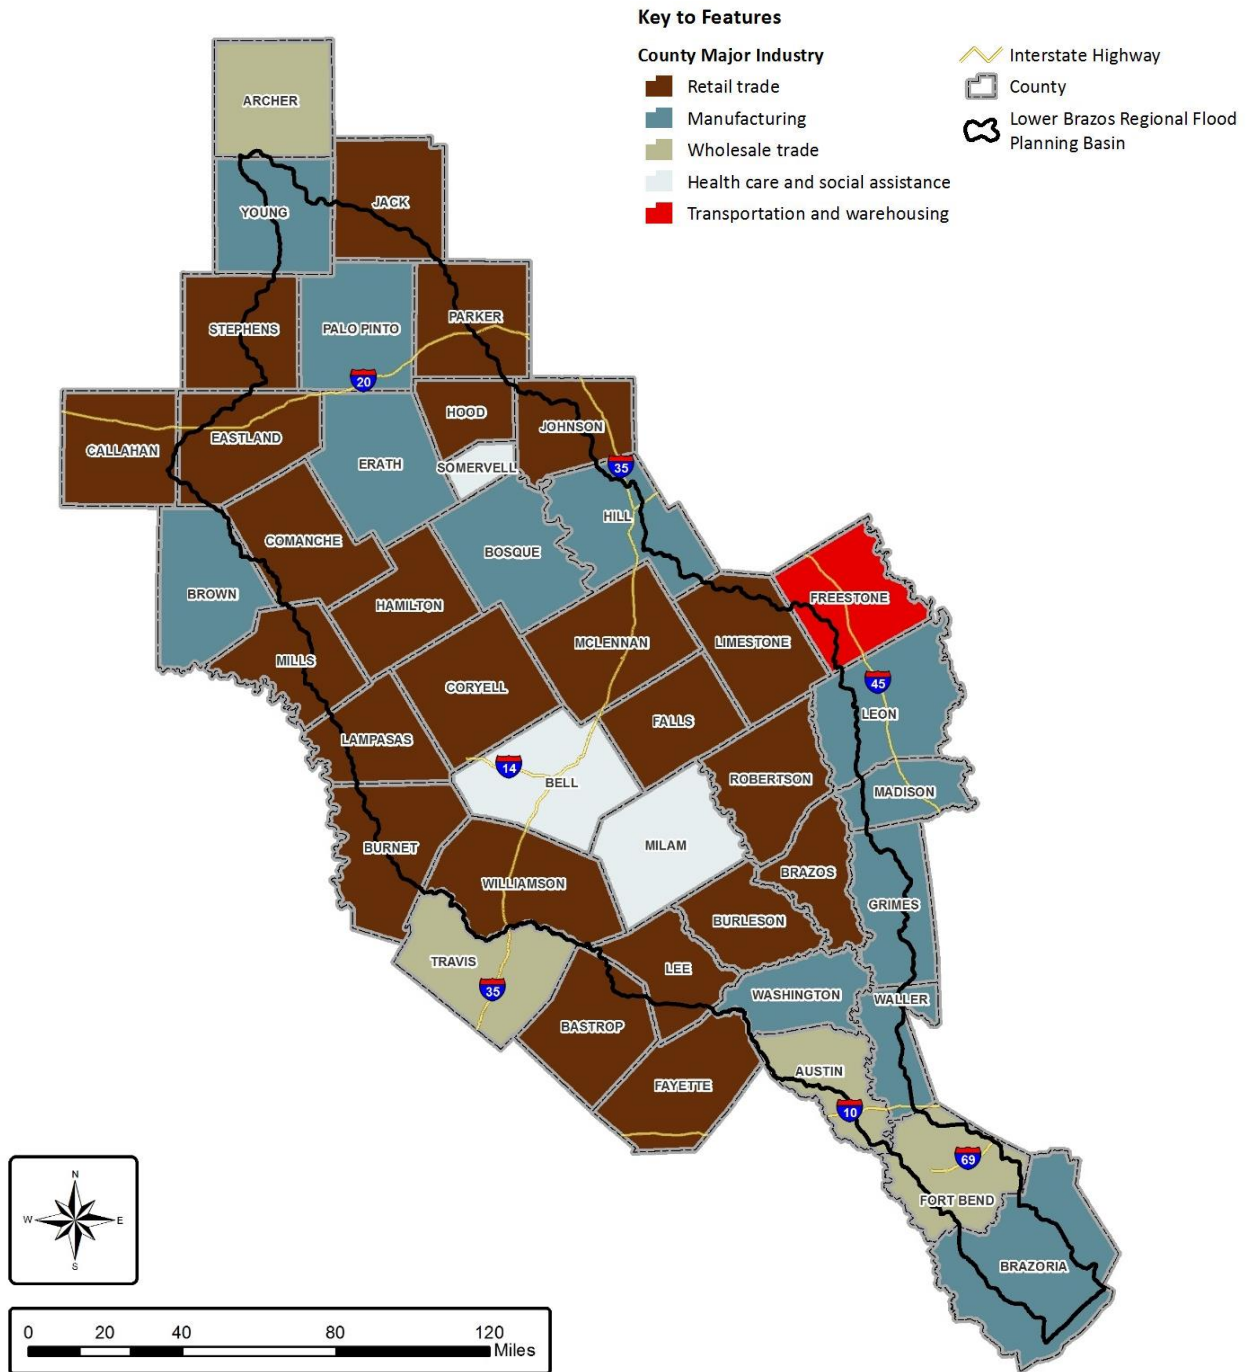 Key to Features
County Major Industry
Retail trade
Manufacturing
Wholesale trade
Health care and social assistance
Transportation and warehousing
Interstate Highway
County
Lower Brazos Regional Flood
Planning Basin
ARCHER
YOUNG
JACK
STEPHENS
PALO PINTO
PARKER
20
CALLAHAN
EASTLAND
HOOD
JOHNSON
ERATH
SOMERVELL
35
HILL
COMANCHE
BOSQUE
BROWN
HAMILTON
FREESTONE
MILLS
MCLENNAN
LIMESTONE
CORYELL
45
LEON
LAMPASAS
FALLS
14
BELL
ROBERTSON
MADISON
BURNET
MILAM
BRAZOS
WILLIAMSON
GRIMES
BURLESON
TRAVIS
LEE
35
WASHINGTON
WALLER
BASTROP
AUSTIN
FAYETTE
10
69
FORT BEND
BRAZORIA
N
W
E
S
0 20 40 80 120
Miles